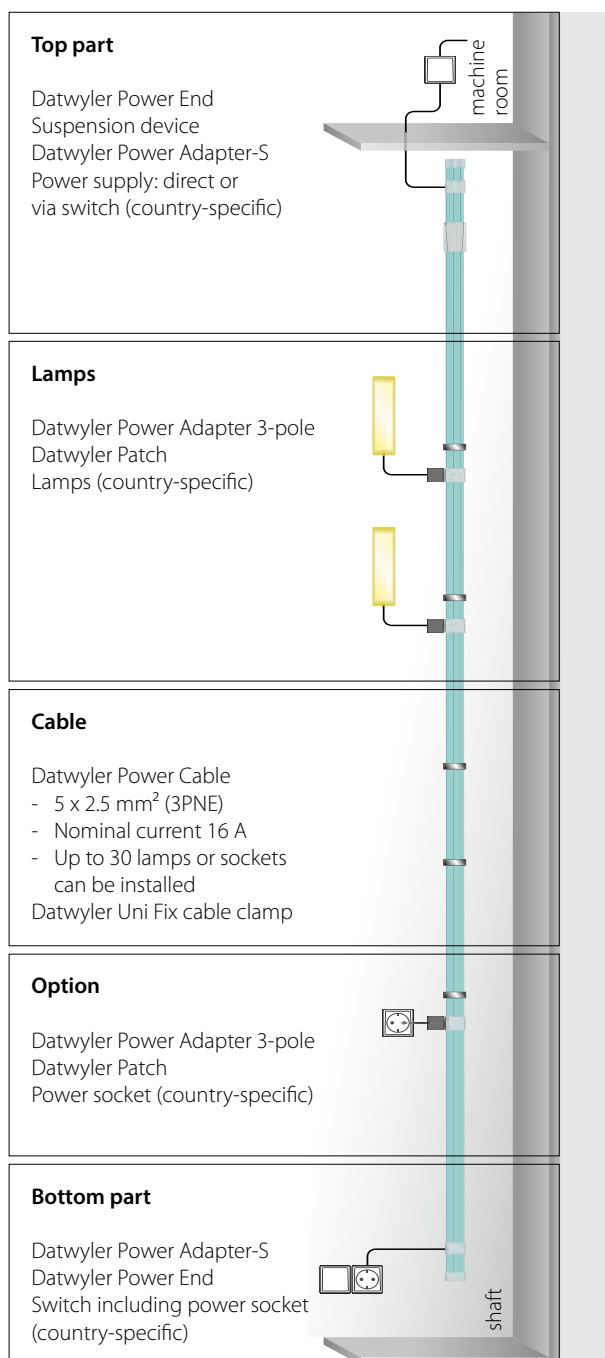 Top part
Datwyler Power End
Suspension device
Datwyler Power Adapter-S
Power supply: direct or
via switch (country-specific)
machine
room
Lamps
Datwyler Power Adapter 3-pole
Datwyler Patch
Lamps (country-specific)
Cable
Datwyler Power Cable
- 5 x 2.5 mm² (3PNE)
- Nominal current 16 A
- Up to 30 lamps or sockets
can be installed
Datwyler Uni Fix cable clamp
Option
Datwyler Power Adapter 3-pole
Datwyler Patch
Power socket (country-specific)
Bottom part
Datwyler Power Adapter-S
Datwyler Power End
Switch including power socket
(country-specific)
shaft